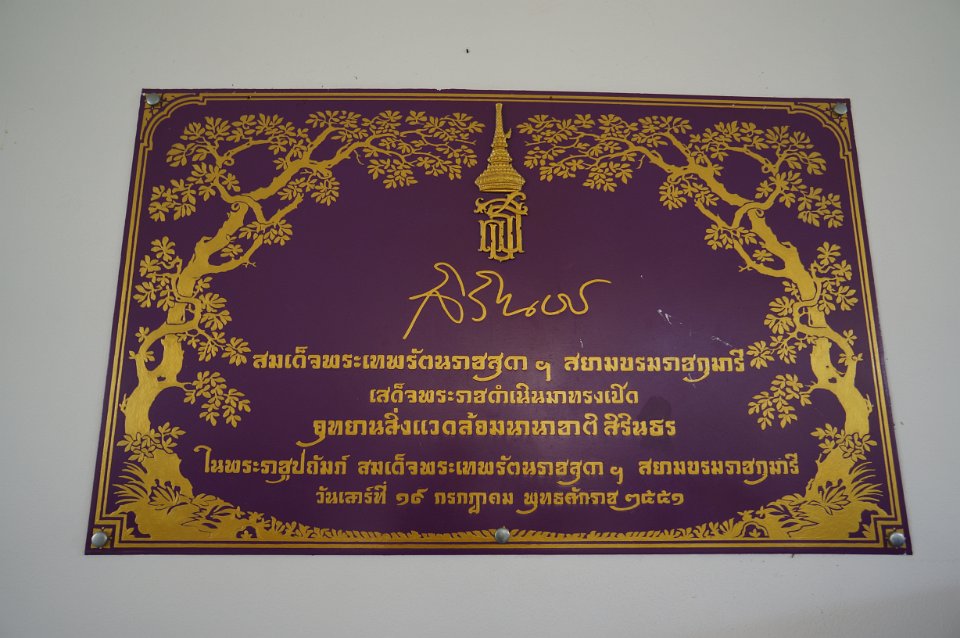 สิรินธร
สมเด็จพระเทพรัตนราชสุดา ฯ สยามบรมราชกุมารี
เสด็จพระราชดำเนินมาทรงเปิด
อุทยานสิ่งแวดล้อมนานาชาติ สิรินธร
ในพระราชูปถัมภ์ สมเด็จพระเทพรัตนราชสุดา ฯ สยามบรมราชกุมารี
วันเสาร์ที่ ๑๙ กรกฎาคม พุทธศักราช ๒๕๕๑